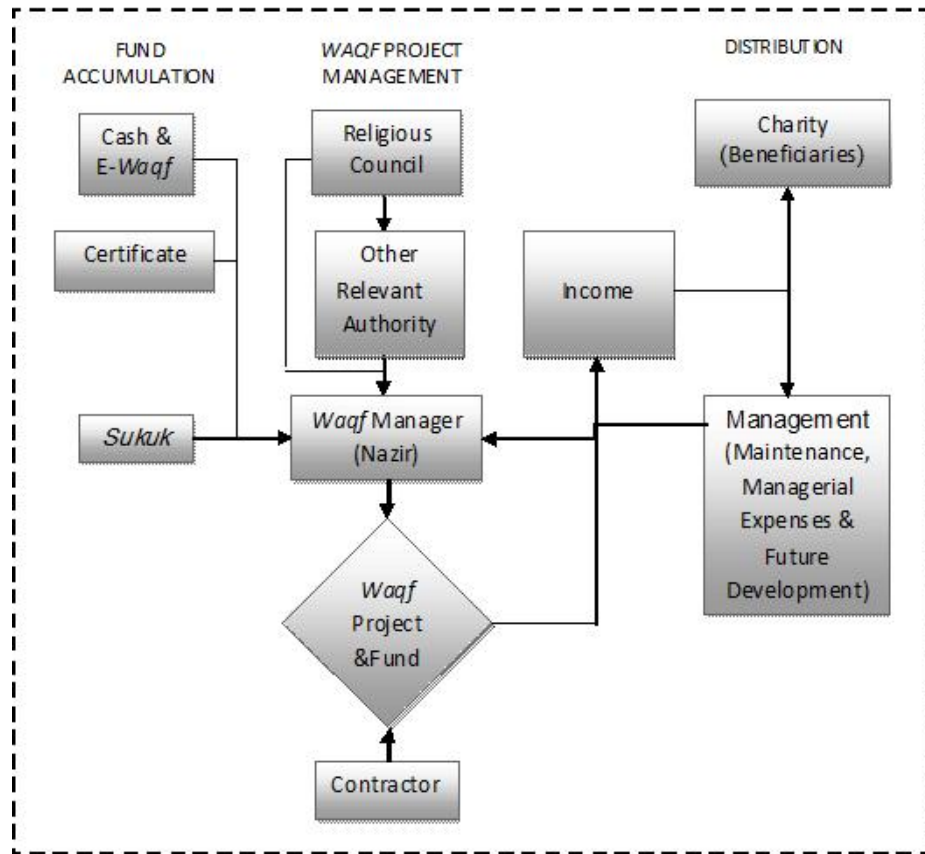 FUND
ACCUMULATION
WAQF PROJECT
MANAGEMENT
DISTRIBUTION
Cash &
E-Waqf
Certificate
Sukuk
Religious
Council
Other
Relevant
Authority
Waqf Manager
(Nazir)
Waqf
Project
&Fund
Contractor
Income
Charity
(Beneficiaries)
Management
(Maintenance,
Managerial
Expenses &
Future
Development)